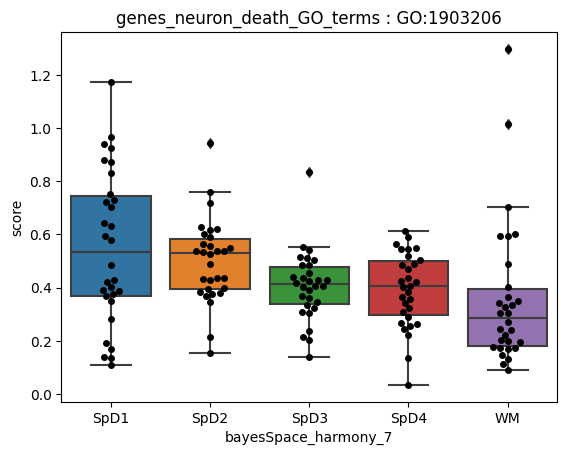 genes_neuron_death_GO_terms : GO:1903206
score
1.2
1.0
0.8
0.6
0.4
0.2
0.0
SpD1 SpD2 SpD3 SpD4 WM
bayesSpace_harmony_7